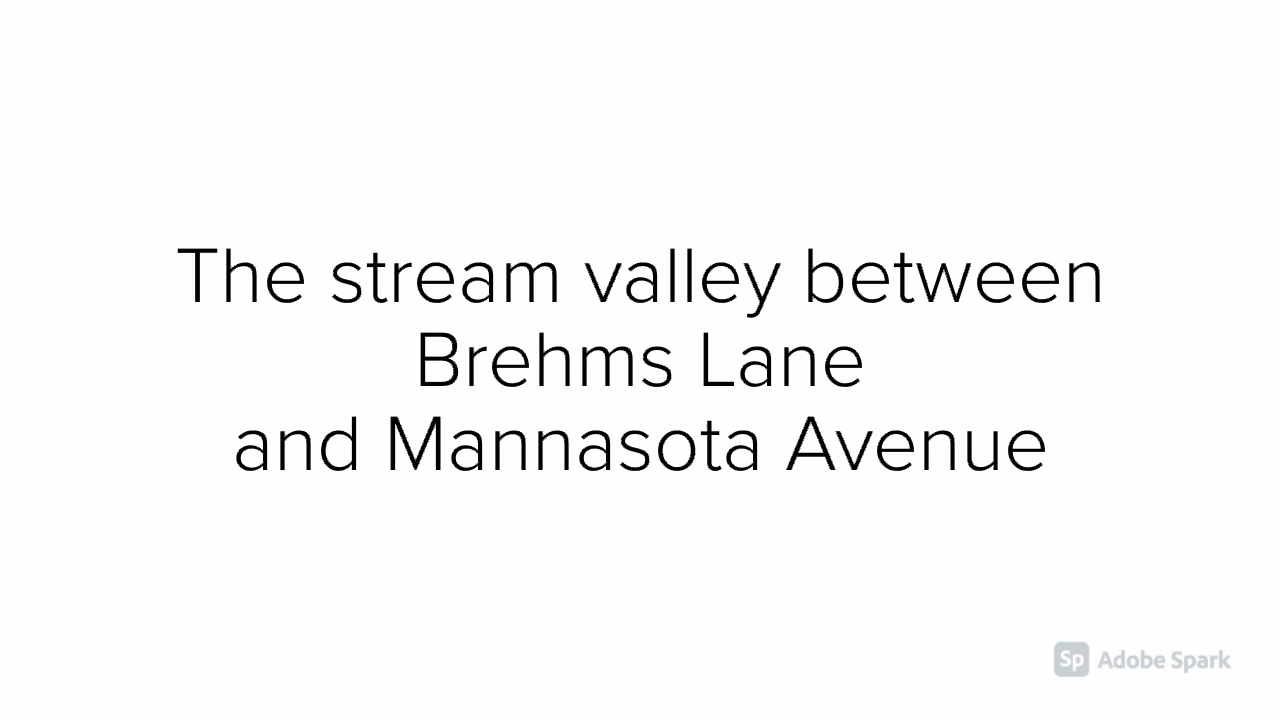 The stream valley between
Brehms Lane
and Mannasota Avenue
Sp Adobe Spark